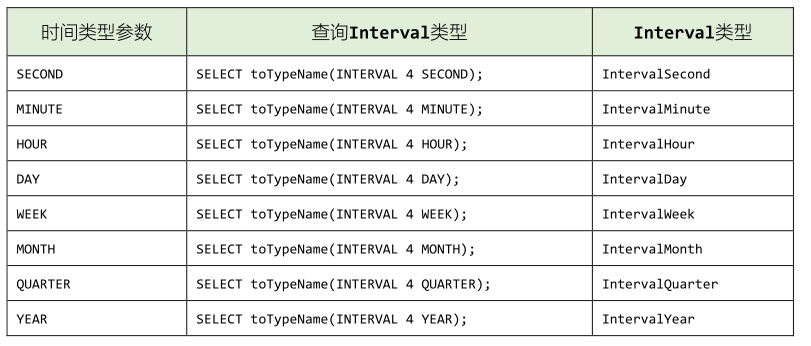 时间类型参数 查询Interval类型 Interval类型
SECOND SELECT toTypeName(INTERVAL 4 SECOND); IntervalSecond
MINUTE SELECT toTypeName(INTERVAL 4 MINUTE); IntervalMinute
HOUR SELECT toTypeName(INTERVAL 4 HOUR); IntervalHour
DAY SELECT toTypeName(INTERVAL 4 DAY); IntervalDay
WEEK SELECT toTypeName(INTERVAL 4 WEEK); IntervalWeek
MONTH SELECT toTypeName(INTERVAL 4 MONTH); IntervalMonth
QUARTER SELECT toTypeName(INTERVAL 4 QUARTER); IntervalQuarter
YEAR SELECT toTypeName(INTERVAL 4 YEAR); IntervalYear